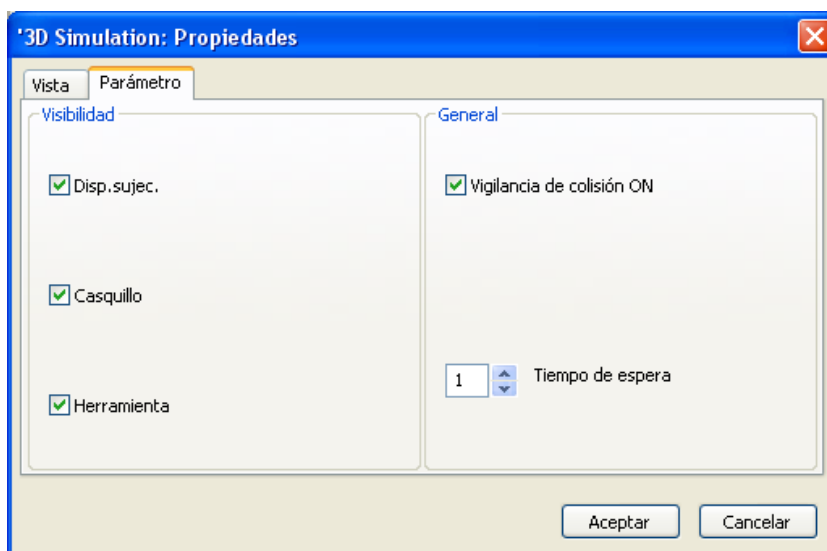 '3D Simulation: Propiedades
Vista
Parámetro
Visibilidad
General
Disp.sujec.
Vigilancia de colisión ON
Casquillo
1
Tiempo de espera
Herramienta
Aceptar
Cancelar